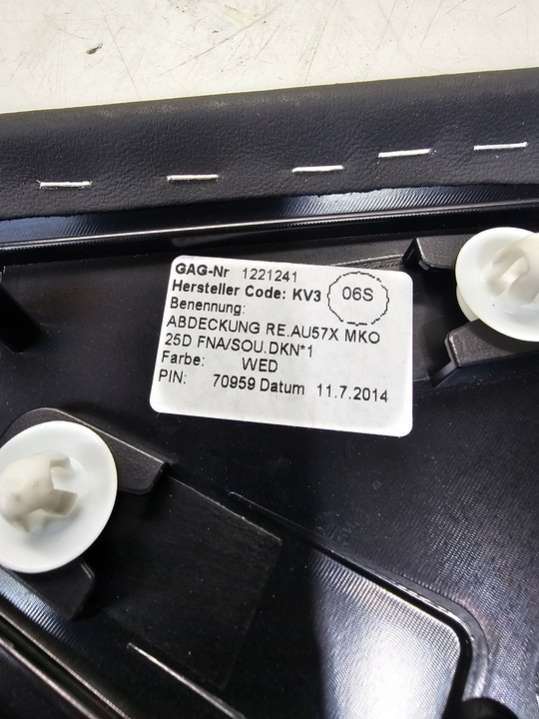 GAG-Nr 1221241
Hersteller Code: KV3 06S
Benennung:
ABDECKUNG RE.AU57X MKO
25D FNA/SOU.DKN*1
Farbe: WED
PIN: 70959 Datum 11.7.2014